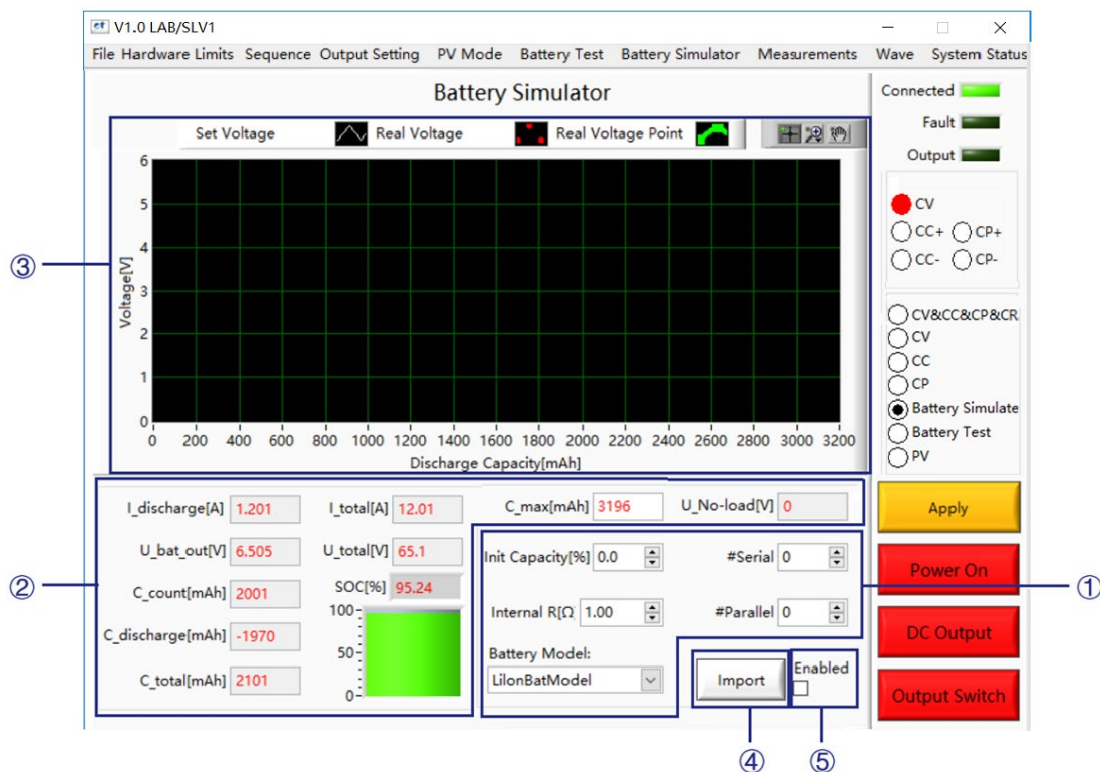 V1.0 LAB/SLV1
File Hardware Limits Sequence Output Setting PV Mode Battery Test Battery Simulator Measurements Wave System Status
Battery Simulator
Set Voltage Real Voltage Real Voltage Point
Voltage[V]
6
5
4
3
2
1
0
0 200 400 600 800 1000 1200 1400 1600 1800 2000 2200 2400 2600 2800 3000 3200
Discharge Capacity[mAh]
③
Connected
Fault
Output
CV
CC+ CP+
CC- CP-
CV&CC&CP&CR
CV
CC
CP
Battery Simulate
Battery Test
PV
I_discharge[A] 1.201 I_total[A] 12.01 C_max[mAh] 3196 U_No-load[V] 0
U_bat_out[V] 6.505 U_total[V] 65.1
C_count[mAh] 2001 SOC[%] 95.24
C_discharge[mAh] -1970
C_total[mAh] 2101
100
50
0
②
Init Capacity[%] 0.0 #Serial 0
Internal R[Ω 1.00 #Parallel 0
Battery Model:
LiIonBatModel
①
Import
Enabled
④ ⑤
Apply
Power On
DC Output
Output Switch